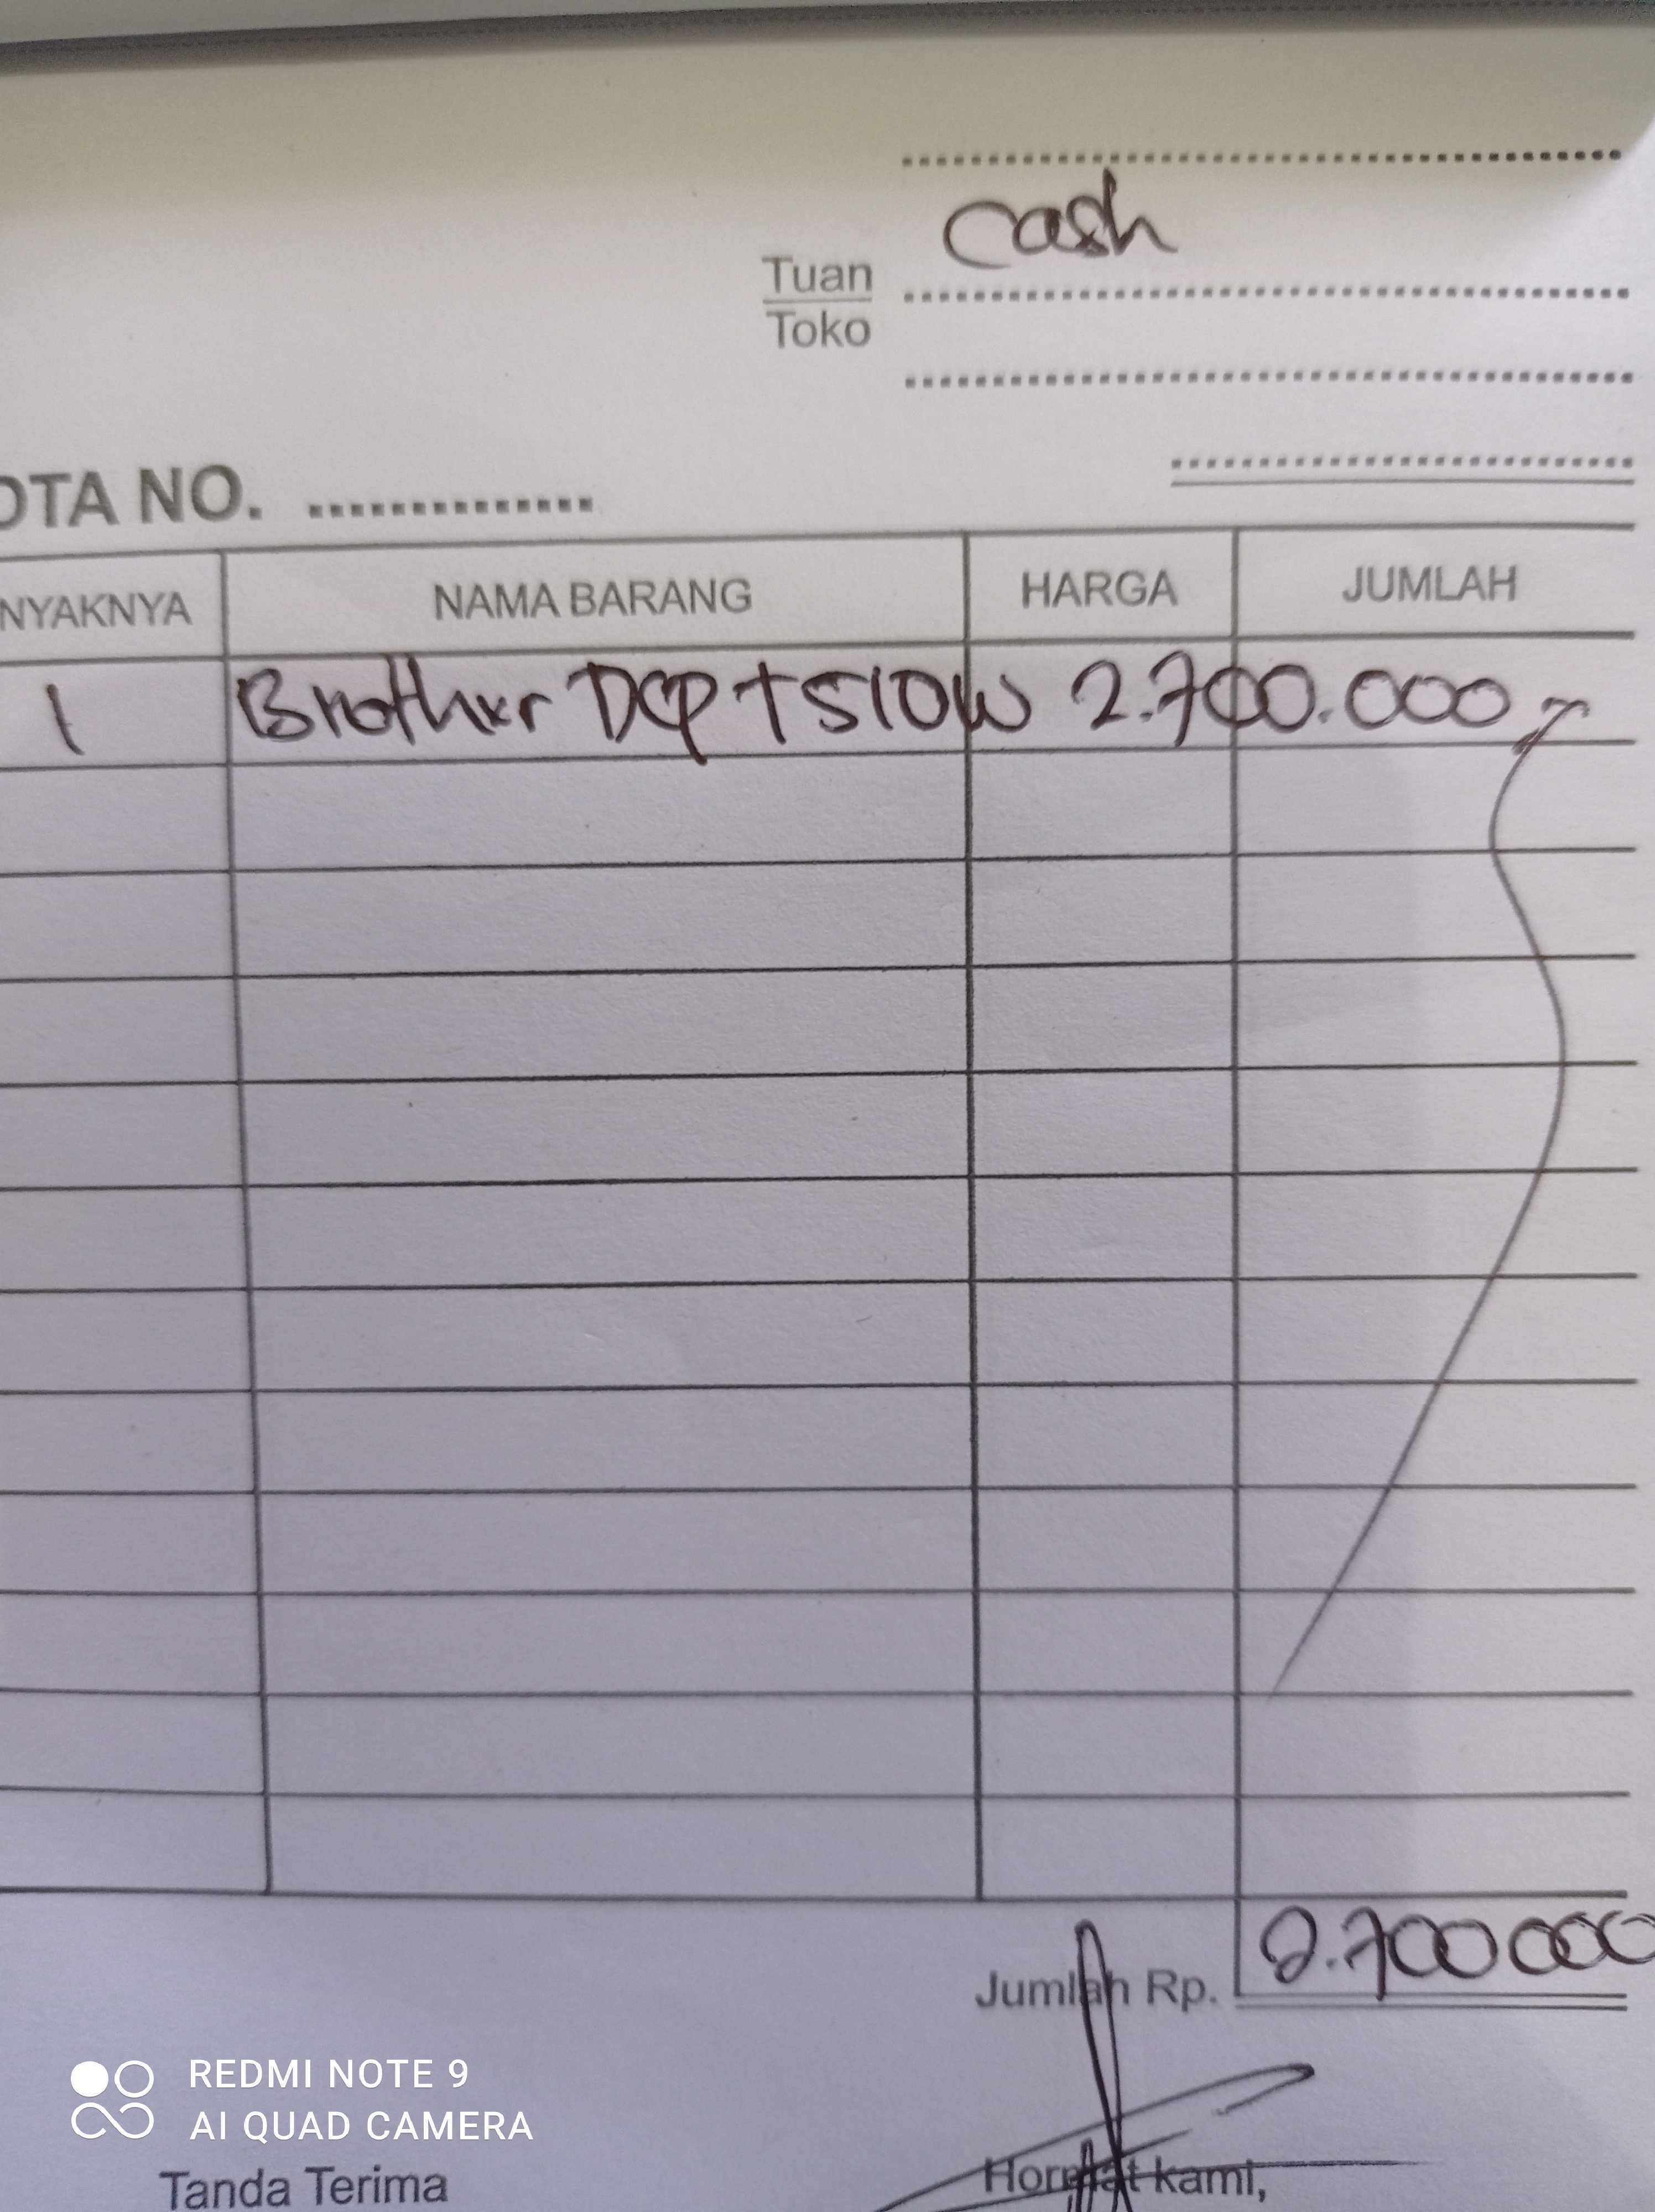 cash
Tuan
Toko
OTA NO. ..............
NYAKNYA NAMA BARANG HARGA JUMLAH
1 Brother DCP T510W 2.700.000,-
Jumlah Rp. 2.700000
REDMI NOTE 9
AI QUAD CAMERA
Tanda Terima Hormat kami,